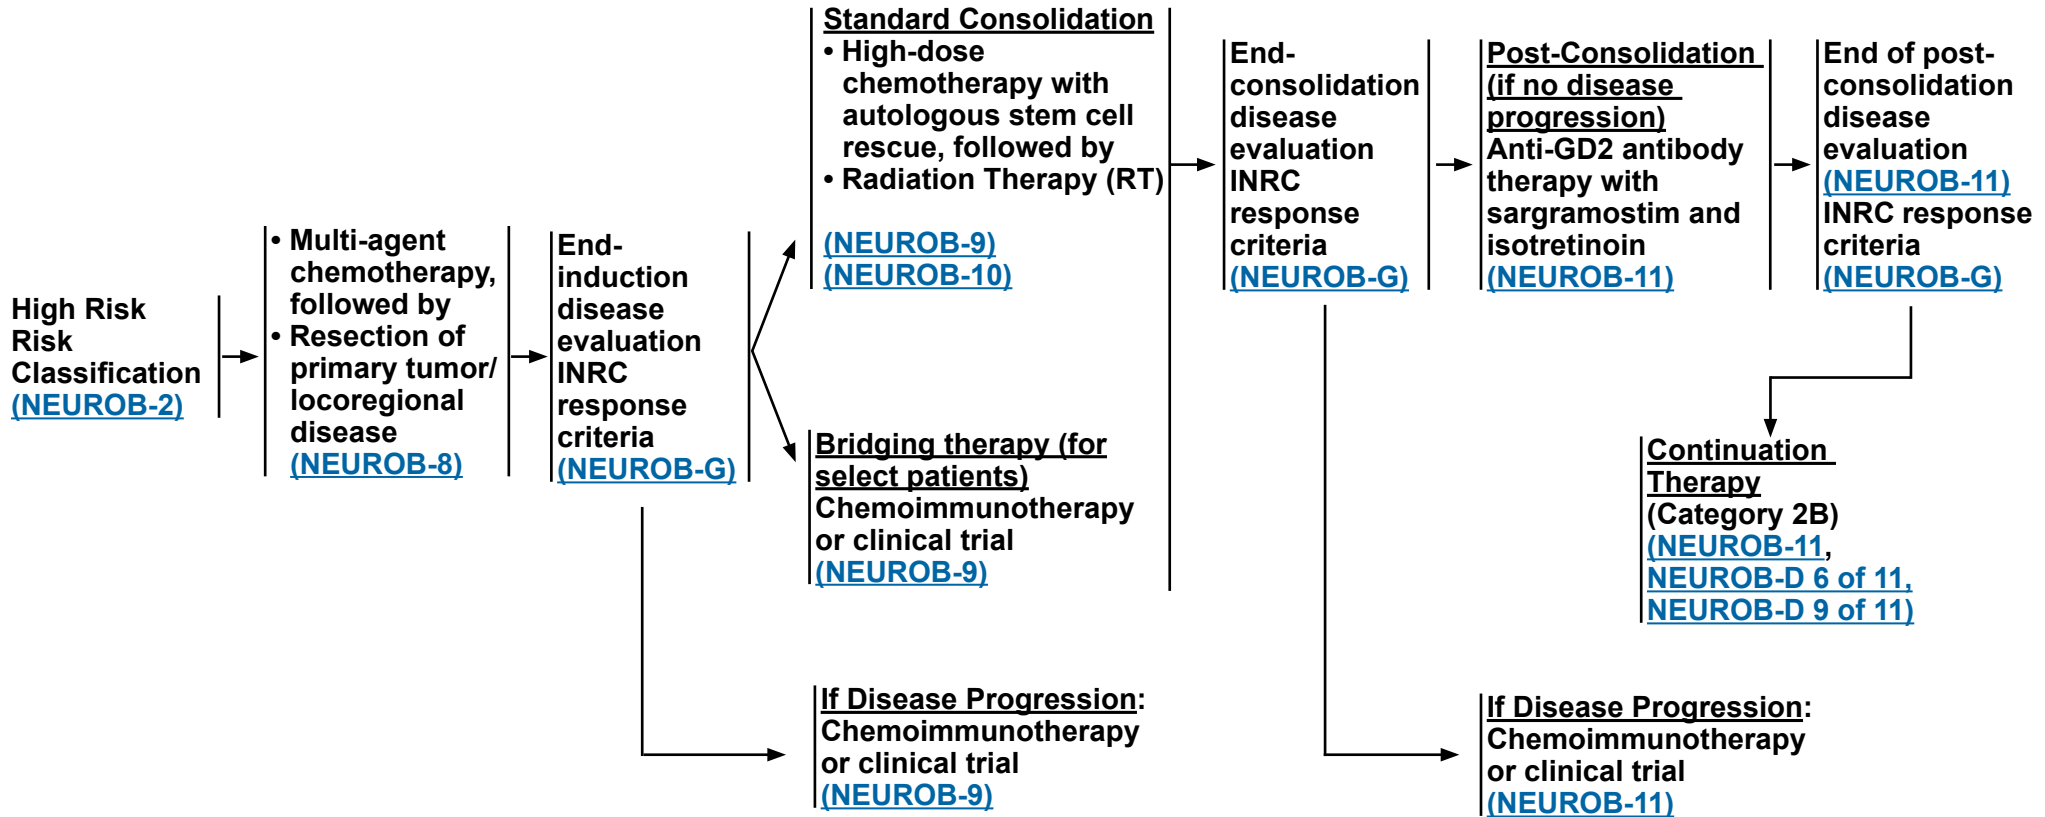 High Risk
Risk
Classification
(NEUROB-2)
• Multi-agent
chemotherapy,
followed by
• Resection of
primary tumor/
locoregional
disease
(NEUROB-8)
End-
induction
disease
evaluation
INRC
response
criteria
(NEUROB-G)
Standard Consolidation
• High-dose
chemotherapy with
autologous stem cell
rescue, followed by
• Radiation Therapy (RT)
(NEUROB-9)
(NEUROB-10)
Bridging therapy (for
select patients)
Chemoimmunotherapy
or clinical trial
(NEUROB-9)
If Disease Progression:
Chemoimmunotherapy
or clinical trial
(NEUROB-9)
End-
consolidation
disease
evaluation
INRC
response
criteria
(NEUROB-G)
Post-Consolidation
(if no disease
progression)
Anti-GD2 antibody
therapy with
sargramostim and
isotretinoin
(NEUROB-11)
End of post-
consolidation
disease
evaluation
(NEUROB-11)
INRC response
criteria
(NEUROB-G)
Continuation
Therapy
(Category 2B)
(NEUROB-11,
NEUROB-D 6 of 11,
NEUROB-D 9 of 11)
If Disease Progression:
Chemoimmunotherapy
or clinical trial
(NEUROB-11)